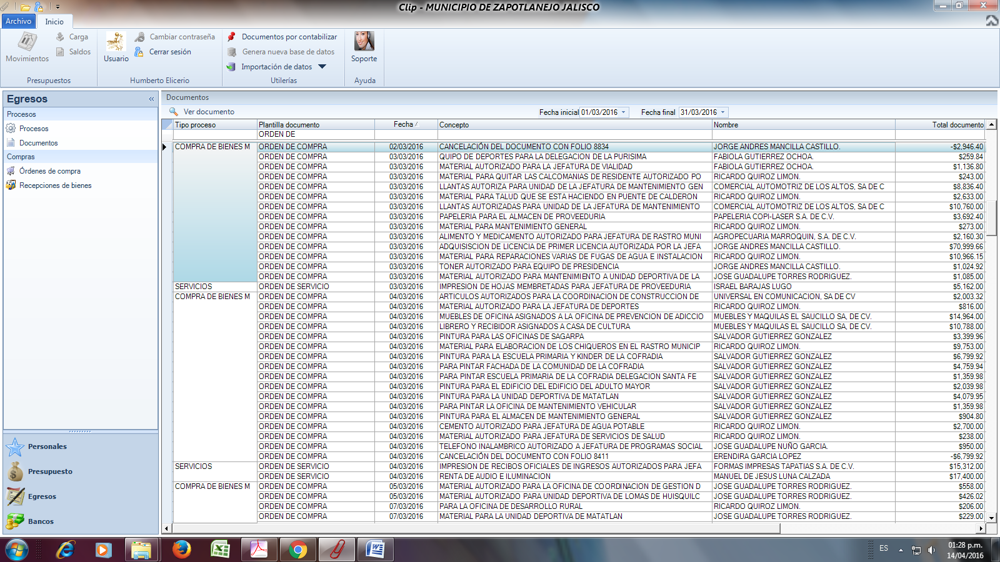 Clip - MUNICIPIO DE ZAPOTLANEJO JALISCO
Archivo Inicio
Movimientos Carga Saldos Presupuestos
Usuario Cambiar contraseña Cerrar sesión Humberto Elicerio
Documentos por contabilizar
Genera nueva base de datos
Importación de datos
Utilerías
Soporte
Ayuda
Egresos «
Procesos
Procesos
Documentos
Compras
Órdenes de compra
Recepciones de bienes
Personales
Presupuesto
Egresos
Bancos
Documentos
Ver documento Fecha inicial 01/03/2016 Fecha final 31/03/2016
Tipo proceso Plantilla documento Fecha / Concepto Nombre Total documento
ORDEN DE
COMPRA DE BIENES M ORDEN DE COMPRA 02/03/2016 CANCELACIÓN DEL DOCUMENTO CON FOLIO 8834 JORGE ANDRES MANCILLA CASTILLO. -$2,946.40
ORDEN DE COMPRA 03/03/2016 QUIPO DE DEPORTES PARA LA DELEGACION DE LA PURISIMA FABIOLA GUTIERREZ OCHOA. $259.84
ORDEN DE COMPRA 03/03/2016 MATERIAL AUTORIZADO PARA LA JEFATURA DE VIALIDAD FABIOLA GUTIERREZ OCHOA. $1,136.80
ORDEN DE COMPRA 03/03/2016 MATERIAL PARA QUITAR LAS CALCOMANIAS DE RESIDENTE AUTORIZADO PO RICARDO QUIROZ LIMON. $243.00
ORDEN DE COMPRA 03/03/2016 LLANTAS AUTORIZA PARA UNIDAD DE LA JEFATURA DE MANTENIMIENTO GEN COMERCIAL AUTOMOTRIZ DE LOS ALTOS, SA DE C $8,836.40
ORDEN DE COMPRA 03/03/2016 MATERIAL PARA TALUD QUE SE ESTA HACIENDO EN PUENTE DE CALDERON RICARDO QUIROZ LIMON. $2,633.00
ORDEN DE COMPRA 03/03/2016 LLANTAS AUTORIZADAS PARA UNIDAD DE LA JEFATURA DE MANTENIMIENTO COMERCIAL AUTOMOTRIZ DE LOS ALTOS, SA DE C $10,760.00
ORDEN DE COMPRA 03/03/2016 PAPELERIA PARA EL ALMACEN DE PROVEEDURIA PAPELERIA COPI-LASER S.A. DE C.V. $3,692.40
ORDEN DE COMPRA 03/03/2016 MATERIAL PARA MANTENIMIENTO GENERAL RICARDO QUIROZ LIMON. $273.00
ORDEN DE COMPRA 03/03/2016 ALIMENTO Y MEDICAMENTO AUTORIZADO PARA JEFATURA DE RASTRO MUNI AGROPECUARIA MARROQUIN, S.A. DE C.V. $2,160.30
ORDEN DE COMPRA 03/03/2016 ADQUISISCION DE LICENCIA DE PRIMER LICENCIA AUTORIZADA POR LA JEFA JORGE ANDRES MANCILLA CASTILLO. $70,999.66
ORDEN DE COMPRA 03/03/2016 MATERIAL PARA REPARACIONES VARIAS DE FUGAS DE AGUA E INSTALACION RICARDO QUIROZ LIMON. $10,966.15
ORDEN DE COMPRA 03/03/2016 TONER AUTORIZADO PARA EQUIPO DE PRESIDENCIA JORGE ANDRES MANCILLA CASTILLO. $1,024.92
ORDEN DE COMPRA 03/03/2016 MATERIAL AUTORIZADO PARA MANTENIMIENTO A UNIDAD DEPORTIVA DE LA JOSE GUADALUPE TORRES RODRIGUEZ. $1,085.00
SERVICIOS ORDEN DE SERVICIO 03/03/2016 IMPRESION DE HOJAS MEMBRETADAS PARA JEFATURA DE PROVEEDURIA ISRAEL BARAJAS LUGO $5,162.00
COMPRA DE BIENES M ORDEN DE COMPRA 04/03/2016 ARTICULOS AUTORIZADOS PARA LA COORDINACION DE CONSTRUCCION DE UNIVERSAL EN COMUNICACION, SA DE CV $2,003.32
ORDEN DE COMPRA 04/03/2016 MATERIAL AUTORIZADO PARA LA JEFATURA DE DEPORTES RICARDO QUIROZ LIMON. $816.00
ORDEN DE COMPRA 04/03/2016 MUEBLES DE OFICINA ASIGNADOS A LA OFICINA DE PREVENCION DE ADICCIO MUEBLES Y MAQUILAS EL SAUCILLO SA, DE CV. $14,964.00
ORDEN DE COMPRA 04/03/2016 LIBRERO Y RECIBIDOR ASIGNADOS A CASA DE CULTURA MUEBLES Y MAQUILAS EL SAUCILLO SA, DE CV. $10,788.00
ORDEN DE COMPRA 04/03/2016 PINTURA PARA LAS OFICINAS DE SAGARPA SALVADOR GUTIERREZ GONZALEZ $3,399.96
ORDEN DE COMPRA 04/03/2016 MATERIAL PARA ELABORACION DE LOS CHIQUEROS EN EL RASTRO MUNICIP RICARDO QUIROZ LIMON. $9,753.00
ORDEN DE COMPRA 04/03/2016 PINTURA PARA LA ESCUELA PRIMARIA Y KINDER DE LA COFRADIA SALVADOR GUTIERREZ GONZALEZ $6,799.92
ORDEN DE COMPRA 04/03/2016 PARA PINTAR FACHADA DE LA COMUNIDAD DE LA COFRADIA SALVADOR GUTIERREZ GONZALEZ $4,759.94
ORDEN DE COMPRA 04/03/2016 PARA PINTAR ESCUELA PRIMARIA DE LA COFRADIA DELEGACION SANTA FE SALVADOR GUTIERREZ GONZALEZ $1,359.98
ORDEN DE COMPRA 04/03/2016 PINTURA PARA EL EDIFICIO DEL EDIFICIO DEL ADULTO MAYOR SALVADOR GUTIERREZ GONZALEZ $2,039.98
ORDEN DE COMPRA 04/03/2016 PINTURA PARA LA UNIDAD DEPORTIVA DE MATATLAN SALVADOR GUTIERREZ GONZALEZ $4,079.95
ORDEN DE COMPRA 04/03/2016 PARA PINTAR LA OFICINA DE MANTENIMIENTO VEHICULAR SALVADOR GUTIERREZ GONZALEZ $1,359.98
ORDEN DE COMPRA 04/03/2016 PINTURA PARA EL ALMACEN DE MANTENIMIENTO GENERAL SALVADOR GUTIERREZ GONZALEZ $904.80
ORDEN DE COMPRA 04/03/2016 CEMENTO AUTORIZADO PARA JEFATURA DE AGUA POTABLE RICARDO QUIROZ LIMON. $2,700.00
ORDEN DE COMPRA 04/03/2016 MATERIAL AUTORIZADO PARA JEFATURA DE SERVICIOS DE SALUD RICARDO QUIROZ LIMON. $238.00
ORDEN DE COMPRA 04/03/2016 TELEFONO INALAMBRICO AUTORIZADO A JEFATURA DE PROGRAMAS SOCIAL JOSE GUADALUPE NUÑO GARCIA. $950.00
ORDEN DE COMPRA 04/03/2016 CANCELACIÓN DEL DOCUMENTO CON FOLIO 8411 ERENDIRA GARCIA LOPEZ -$6,799.92
SERVICIOS ORDEN DE SERVICIO 04/03/2016 IMPRESION DE RECIBOS OFICIALES DE INGRESOS AUTORIZADOS PARA JEFA FORMAS IMPRESAS TAPATIAS S.A. DE C.V. $15,312.00
ORDEN DE SERVICIO 04/03/2016 RENTA DE AUDIO E ILUMINACION MANUEL DE JESUS LUNA CALZADA $17,400.00
COMPRA DE BIENES M ORDEN DE COMPRA 05/03/2016 MATERIAL AUTORIZADO PARA LA OFICINA DE COORDINACION DE GESTION D JOSE GUADALUPE TORRES RODRIGUEZ. $558.00
ORDEN DE COMPRA 05/03/2016 MATERIAL AUTORIZADO PARA UNIDAD DEPORTIVA DE LOMAS DE HUISQUILC JOSE GUADALUPE TORRES RODRIGUEZ. $426.02
ORDEN DE COMPRA 07/03/2016 PARA LA OFICINA DE DESARROLLO RURAL RICARDO QUIROZ LIMON. $206.00
ORDEN DE COMPRA 07/03/2016 MATERIAL PARA LA UNIDAD DEPORTIVA DE MATATLAN JOSE GUADALUPE TORRES RODRIGUEZ. $229.00
ES 01:28 p.m.
14/04/2016